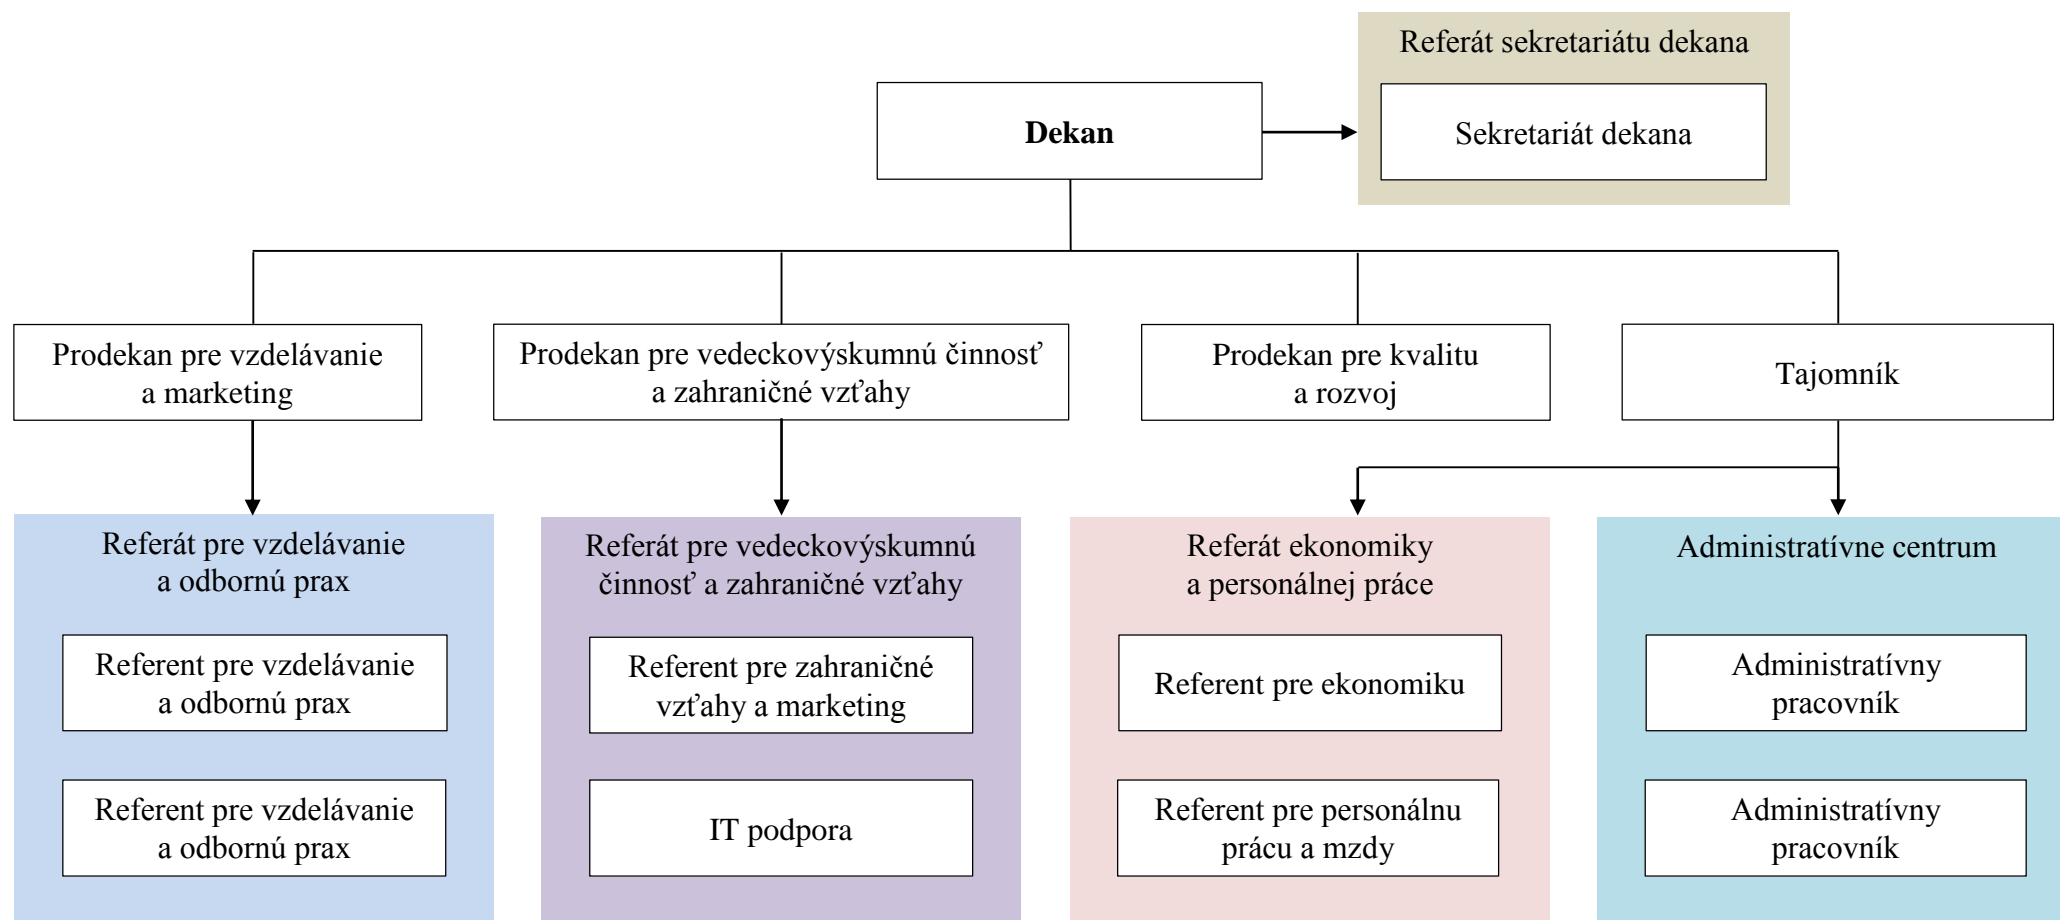 Referát sekretariátu dekana
Dekan
Sekretariát dekana
Prodekan pre vzdelávanie
a marketing
Prodekan pre vedeckovýskumnú činnosť
a zahraničné vzťahy
Prodekan pre kvalitu
a rozvoj
Tajomník
Referát pre vzdelávanie
a odbornú prax
Referent pre vzdelávanie
a odbornú prax
Referent pre vzdelávanie
a odbornú prax
Referát pre vedeckovýskumnú
činnosť a zahraničné vzťahy
Referent pre zahraničné
vzťahy a marketing
IT podpora
Referát ekonomiky
a personálnej práce
Referent pre ekonomiku
Referent pre personálnu
prácu a mzdy
Administratívne centrum
Administratívny
pracovník
Administratívny
pracovník